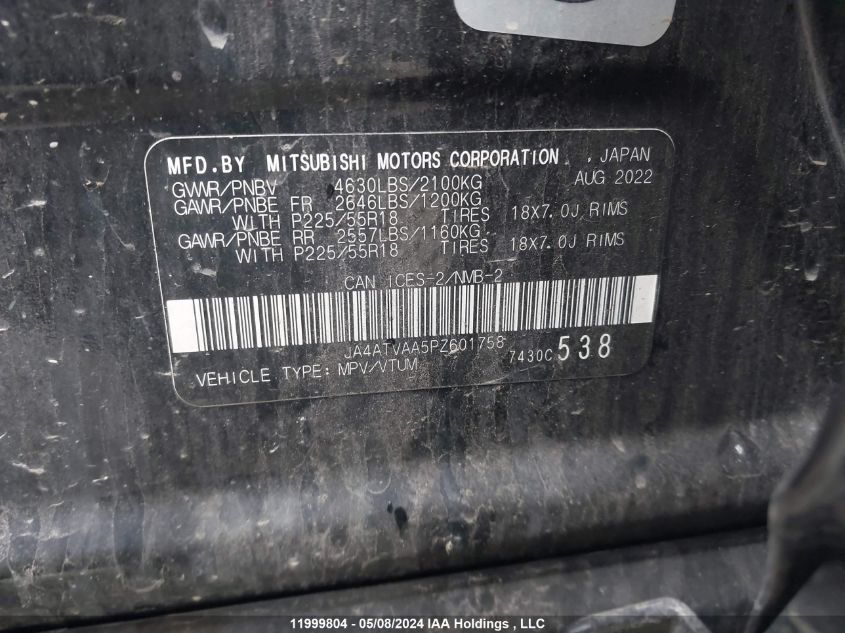 MFD.BY MITSUBISHI MOTORS CORPORATION. , JAPAN
GVWR/PNBV 4630LBS/2100KG AUG 2022
GAWR/PNBE FR 2646LBS/1200KG
WITH P225/55R18 TIRES 18X7.0J RIMS
GAWR/PNBE RR 2557LBS/1160KG
WITH P225/55R18 TIRES 18X7.0J RIMS
CAN ICES-2/NMB-2
JA4ATVAA5PZ601758 7430C 538
VEHICLE TYPE: MPV/VTUM
11999804 - 05/08/2024 IAA Holdings , LLC